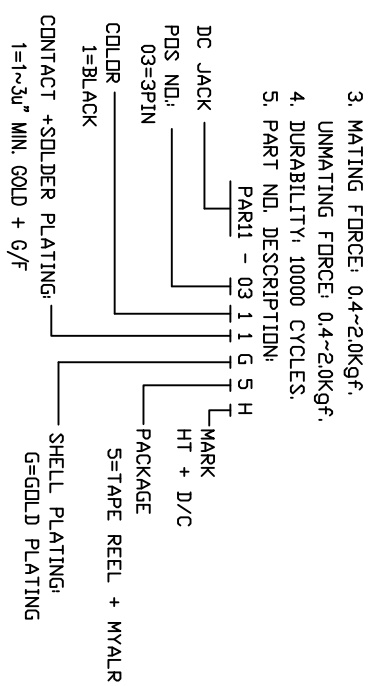 3. MATING FORCE: 0.4~2.0Kgf.
UNMATING FORCE: 0.4~2.0Kgf.
4. DURABILITY: 10000 CYCLES.
5. PART NO. DESCRIPTION:
PAR11 - 03 1 1 G 5 H
DC JACK
POS NO.:
03=3PIN
COLOR
1=BLACK
CONTACT +SOLDER PLATING:
1=1~3u" MIN. GOLD + G/F
MARK
HT + D/C
PACKAGE
5=TAPE REEL + MYALR
SHELL PLATING:
G=GOLD PLATING